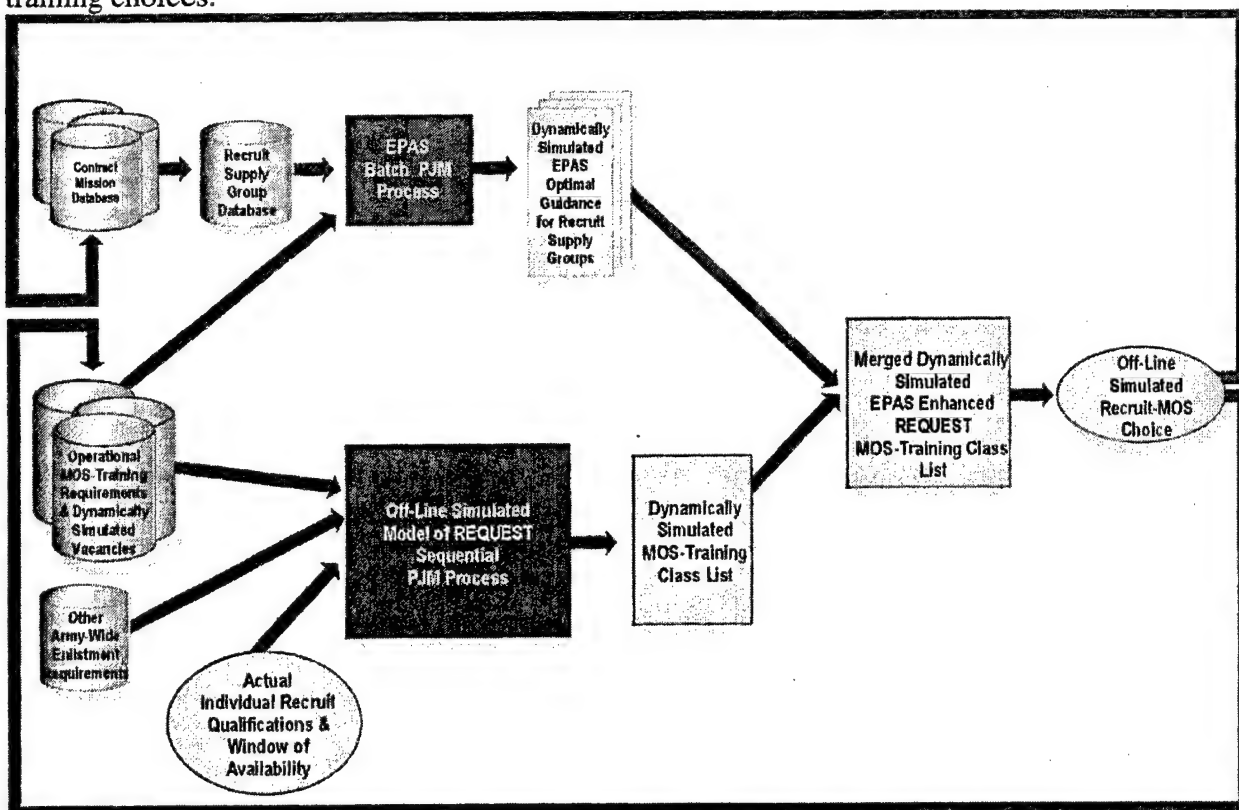 training choices.
Contract
Mission
Database
Recruit
Supply
Group
Database
EPAS
Batch PJM
Process
Dynamically
Simulated
EPAS
Optimal
Guidance
for Recruit
Supply
Groups
Operational
MOS-Training
Requirements
& Dynamically
Simulated
Vacancies
Other
Army-Wide
Enlistment
Requirements
Actual
Individual Recruit
Qualifications &
Window of
Availability
Off-Line Simulated
Model of REQUEST
Sequential
PJM Process
Dynamically
Simulated
MOS-Training
Class List
Merged Dynamically
Simulated
EPAS Enhanced
REQUEST
MOS-Training Class
List
Off-Line
Simulated
Recruit-MOS
Choice